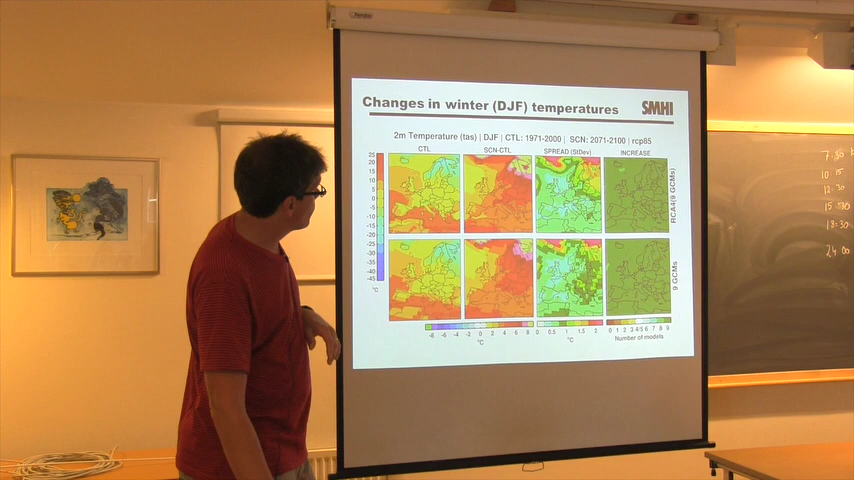 Changes in winter (DJF) temperatures
SMHI
2m Temperature (tas) | DJF | CTL: 1971-2000 | SCN: 2071-2100 | rcp85
CTL SCN-CTL SPREAD (StDev) INCREASE
25
20
15
10
5
0
-5
-10
-15
-20
-25
-35
-45
°C
RCA4(9 GCMs)
9 GCMs
-8 -6 -4 -2 0 2 4 6 8
°C
0 0.5 1 1.5 2
°C
0 1 2 3 4/5 6 7 8 9
Number of models
10 15
12:30
18:30
24 00